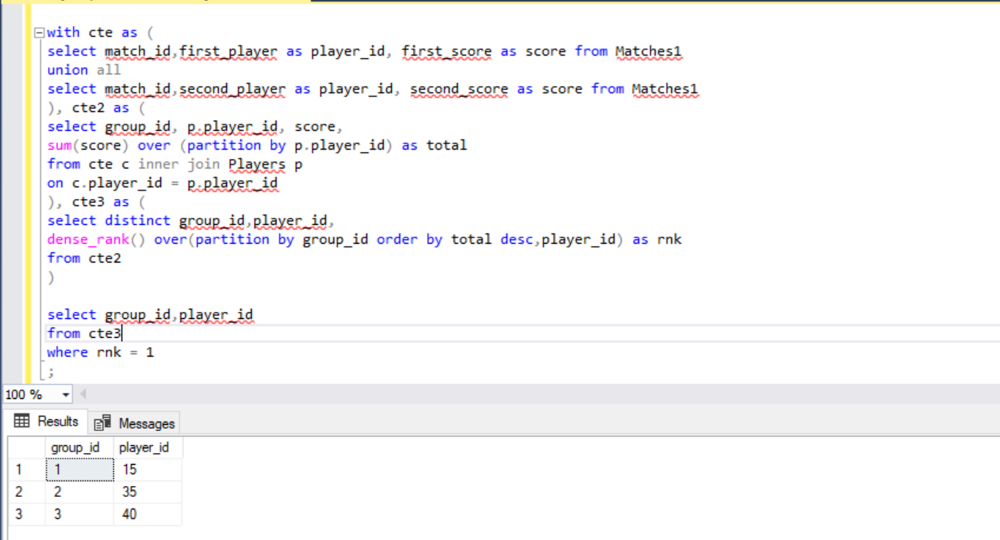 with cte as (
select match_id,first_player as player_id, first_score as score from Matches1
union all
select match_id,second_player as player_id, second_score as score from Matches1
), cte2 as (
select group_id, p.player_id, score,
sum(score) over (partition by p.player_id) as total
from cte c inner join Players p
on c.player_id = p.player_id
), cte3 as (
select distinct group_id,player_id,
dense_rank() over(partition by group_id order by total desc,player_id) as rnk
from cte2
)
select group_id,player_id
from cte3
where rnk = 1
;
100 %
Results Messages
group_id player_id
1 1 15
2 2 35
3 3 40